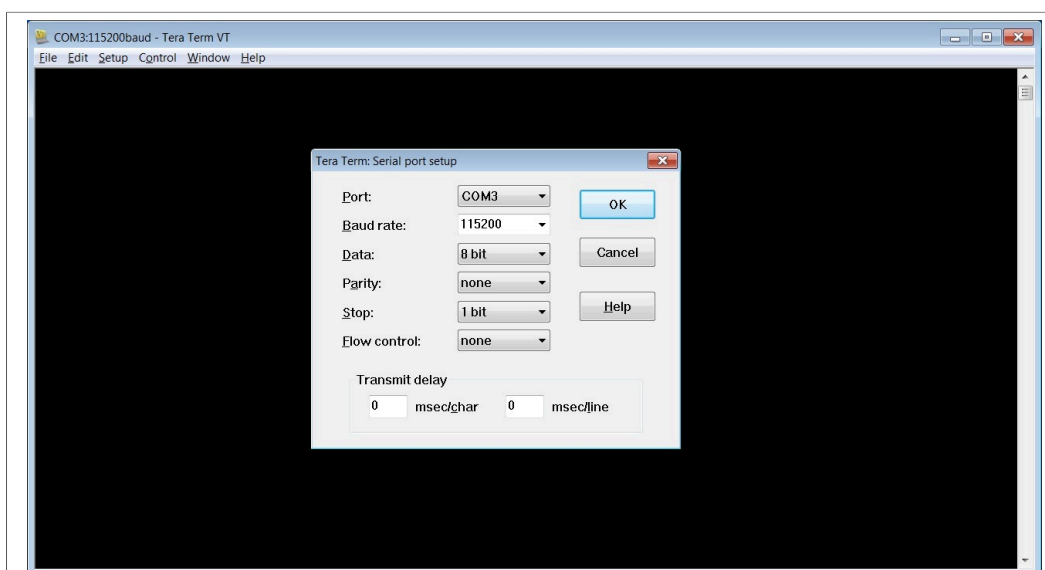 COM3:115200baud - Tera Term VT
File Edit Setup Control Window Help
Tera Term: Serial port setup
Port: COM3
OK
Baud rate: 115200
Data: 8 bit
Cancel
Parity: none
Stop: 1 bit
Help
Flow control: none
Transmit delay
0 msec/char 0 msec/line